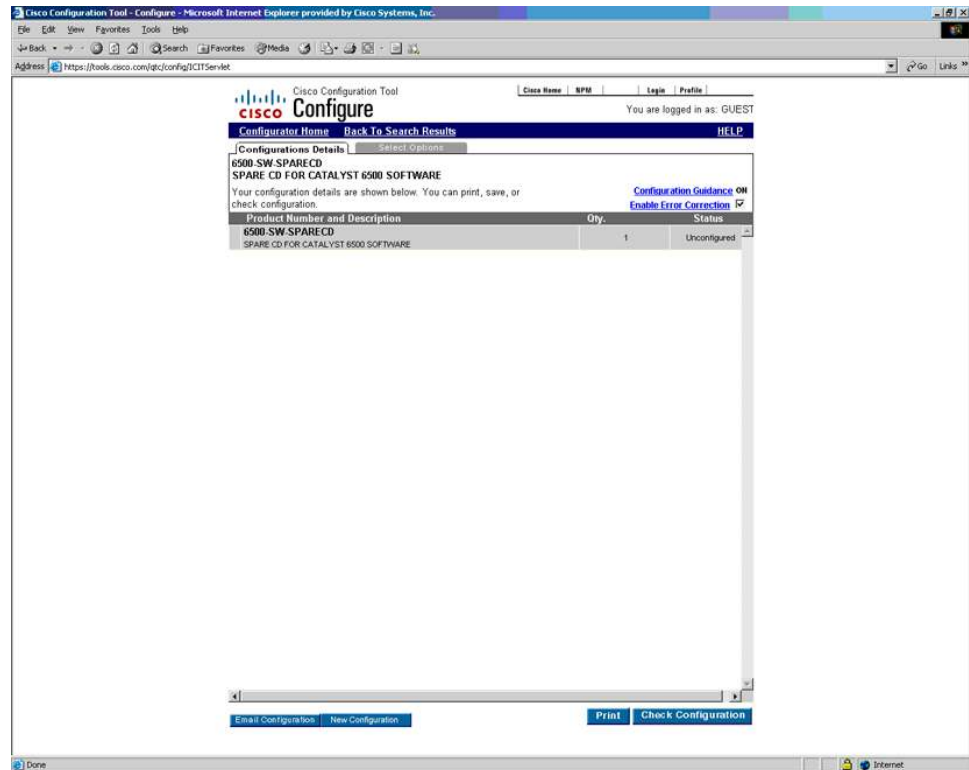 Cisco Configuration Tool - Configure - Microsoft Internet Explorer provided by Cisco Systems, Inc.
File Edit View Favorites Tools Help
Back Search Favorites Media
Address https://tools.cisco.com/qtc/config/ICITServlet Go Links »
Cisco Configuration Tool Cisco Home NPM Login Profile
CISCO Configure You are logged in as: GUEST
Configurator Home Back To Search Results HELP
Configurations Details Select Options
6500-SW-SPARECD
SPARE CD FOR CATALYST 6500 SOFTWARE
Your configuration details are shown below. You can print, save, or
check configuration.
Configuration Guidance ON
Enable Error Correction
Product Number and Description Qty. Status
6500-SW-SPARECD
SPARE CD FOR CATALYST 6500 SOFTWARE
1 Unconfigured
Email Configuration New Configuration Print Check Configuration
Done Internet